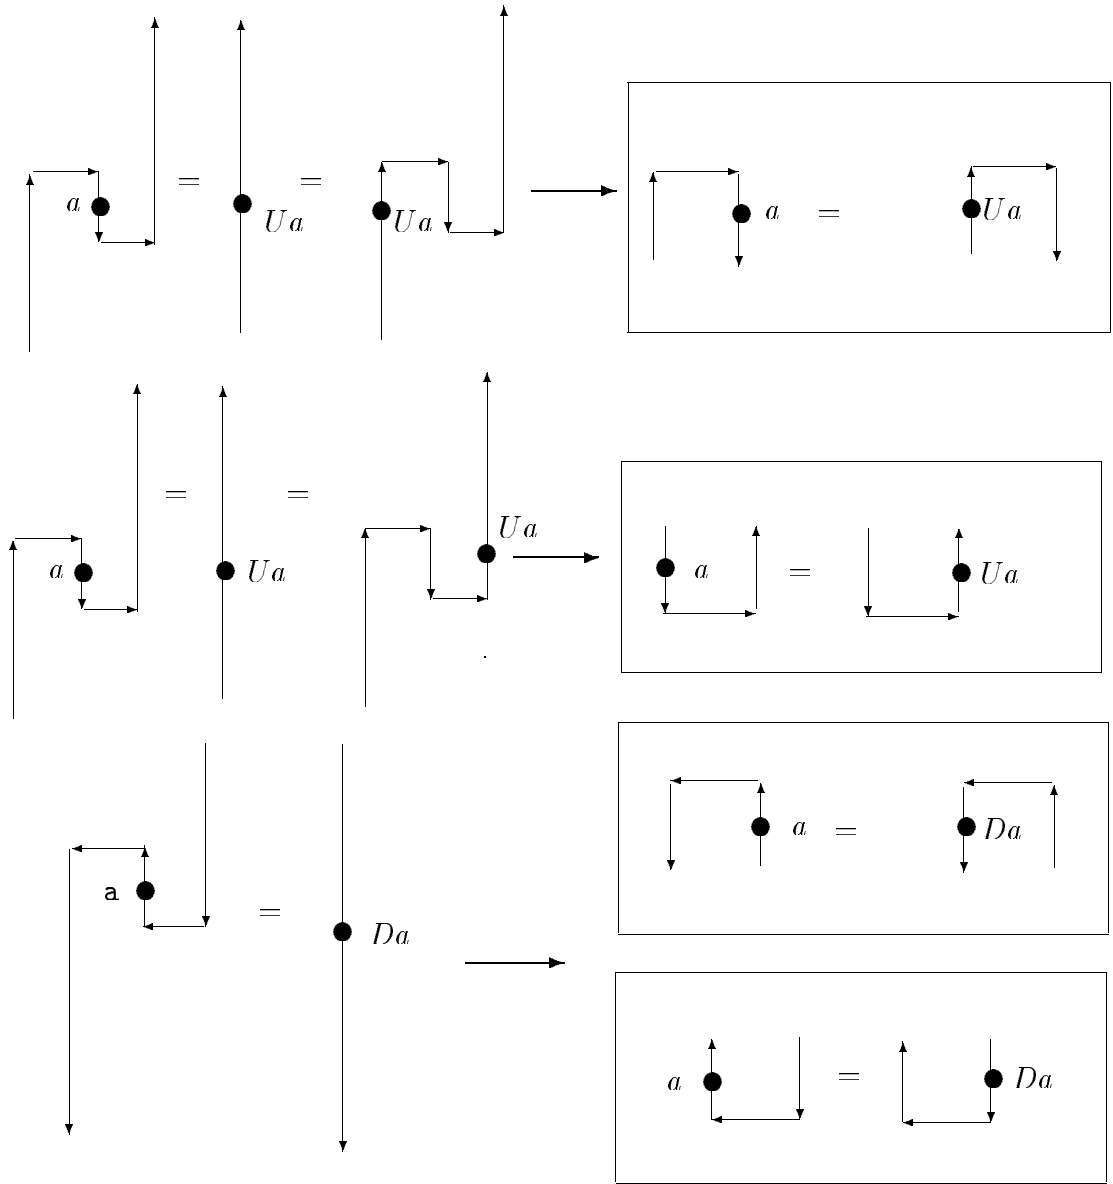 a = Ua = Ua a = Ua
a = Ua = Ua a = Ua
a = Da a = Da
a = Da